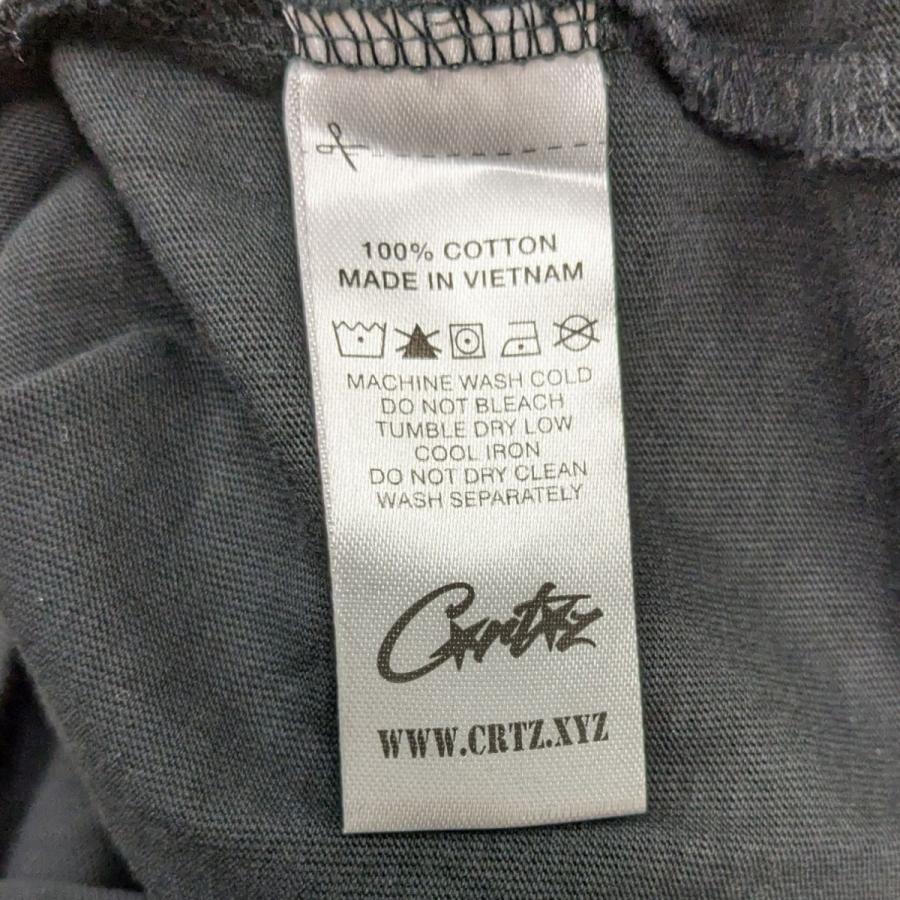 100% COTTON
MADE IN VIETNAM
MACHINE WASH COLD
DO NOT BLEACH
TUMBLE DRY LOW
COOL IRON
DO NOT DRY CLEAN
WASH SEPARATELY
Crtz
WWW.CRTZ.XYZ